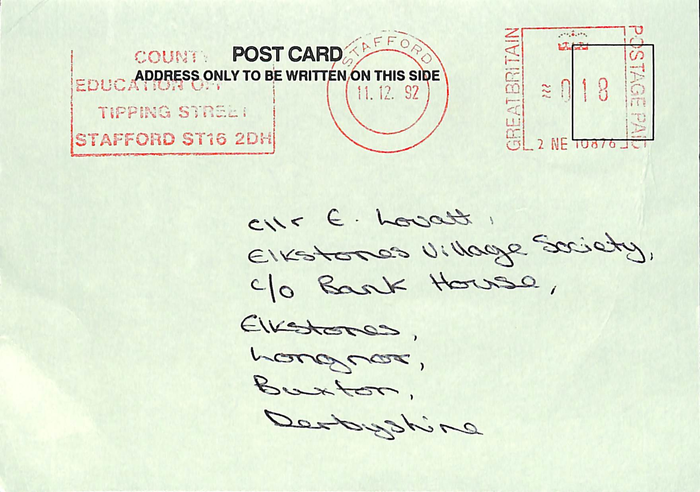 POST CARD
ADDRESS ONLY TO BE WRITTEN ON THIS SIDE
COUNTY
EDUCATION OFF
TIPPING STREET
STAFFORD ST16 2DH
STAFFORD
11.12.92
GREAT BRITAIN
018
POSTAGE PAID
2 NE 10876
Cllr E. Lovatt,
Elkstones Village Society,
c/o Bank House,
Elkstones,
Longnor,
Buxton,
Derbyshire